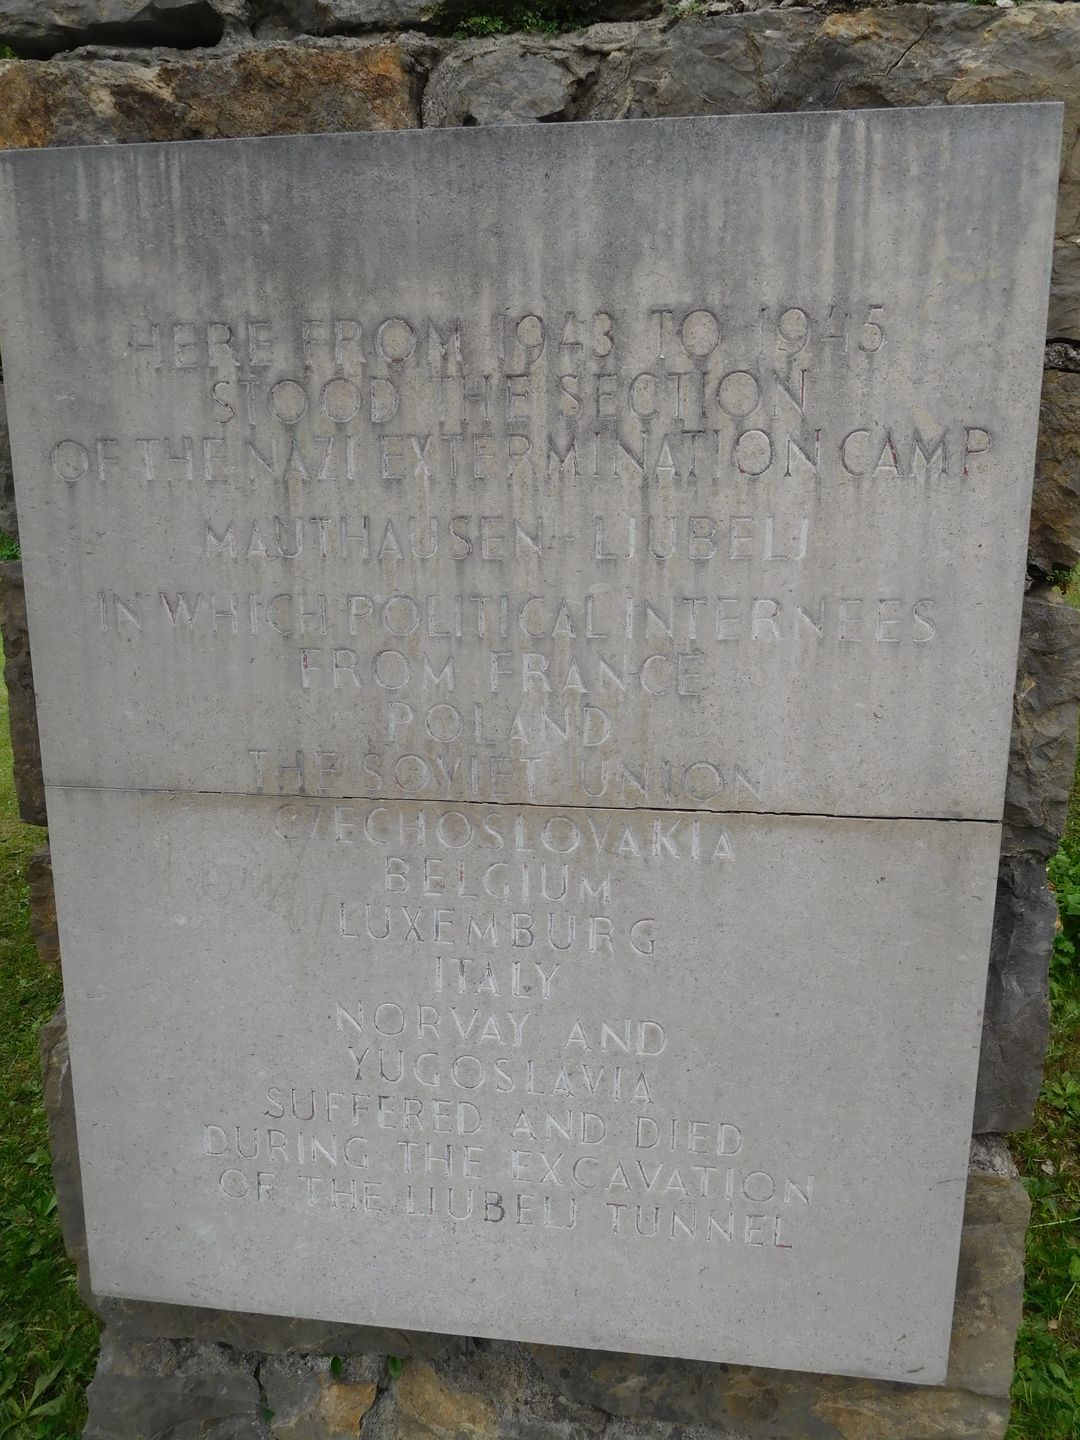 HERE FROM 1943 TO 1945
STOOD THE SECTION
OF THE NAZI EXTERMINATION CAMP
MAUTHAUSEN - LJUBELJ
IN WHICH POLITICAL INTERNEES
FROM FRANCE
POLAND
THE SOVIET UNION
CZECHOSLOVAKIA
BELGIUM
LUXEMBURG
ITALY
NORVAY AND
YUGOSLAVIA
SUFFERED AND DIED
DURING THE EXCAVATION
OF THE LJUBELJ TUNNEL